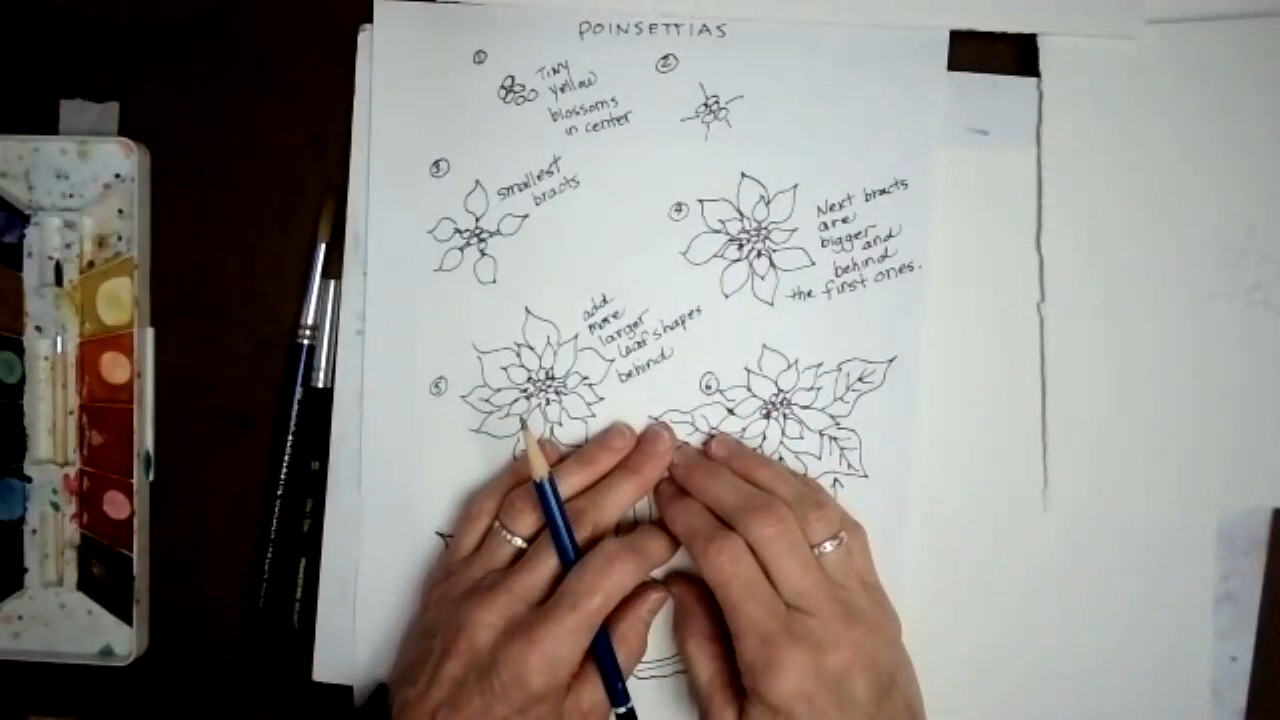 POINSETTIAS
①
Tiny
yellow
blossoms
in center
②
③
smallest
bracts
④
Next bracts
are
bigger
and
behind
the first ones.
⑤
add
more
larger
leaf shapes
behind
⑥